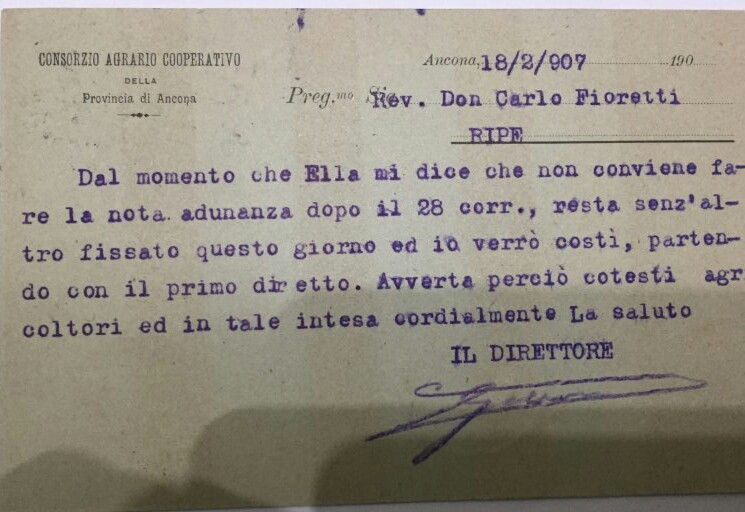 CONSORZIO AGRARIO COOPERATIVO
DELLA
Provincia di Ancona
Ancona, 18/2/907 190
Preg.mo Sig. Rev. Don Carlo Fioretti
RIPE
Dal momento che Ella mi dice che non conviene fa-
re la nota adunanza dopo il 28 corr., resta senz'al-
tro fissato questo giorno ed io verrò costì, parten-
do con il primo diretto. Avverta perciò cotesti agr
coltori ed in tale intesa cordialmente La saluto
IL DIRETTORE